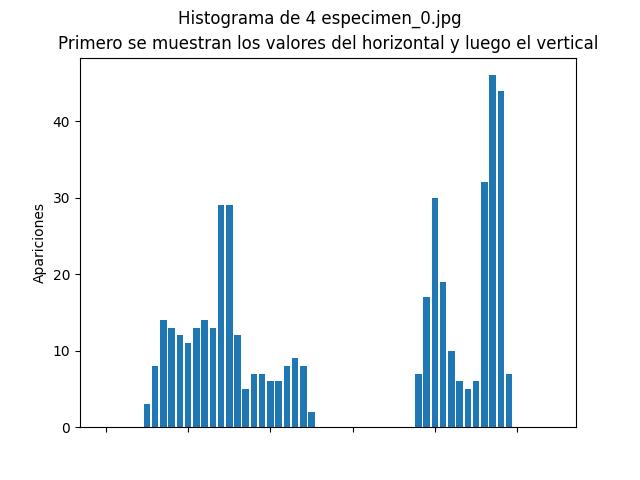 Histograma de 4 especimen_0.jpg
Primero se muestran los valores del horizontal y luego el vertical
40
30
20
10
0
Apariciones